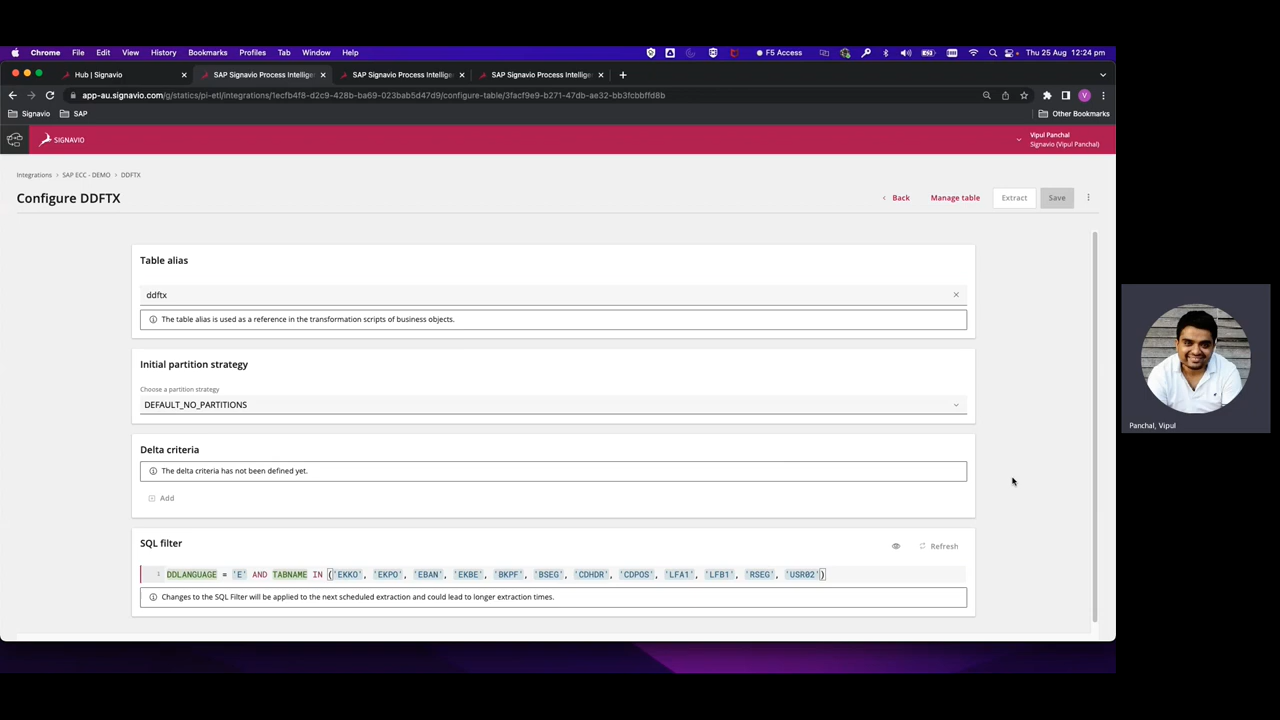 Chrome File Edit View History Bookmarks Profiles Tab Window Help F5 Access Thu 25 Aug 12:24 pm
Hub | Signavio SAP Signavio Process Intellige SAP Signavio Process Intellige SAP Signavio Process Intellige
app-au.signavio.com/g/statics/pi-etl/integrations/1ecfb4f8-d2c9-428b-ba69-023bab5d47d9/configure-table/3facf9e9-b271-47db-ae32-bb3fcbbffd8b
Signavio SAP Other Bookmarks
SIGNAVIO
Vipul Panchal
Signavio (Vipul Panchal)
Integrations > SAP ECC - DEMO > DDFTX
Configure DDFTX
Back Manage table Extract Save
Table alias
ddftx
The table alias is used as a reference in the transformation scripts of business objects.
Initial partition strategy
Choose a partition strategy
DEFAULT_NO_PARTITIONS
Delta criteria
The delta criteria has not been defined yet.
Add
SQL filter
Refresh
1 DDLANGUAGE = 'E' AND TABNAME IN ('EKKO', 'EKPO', 'EBAN', 'EKBE', 'BKPF', 'BSEG', 'CDHDR', 'CDPOS', 'LFA1', 'LFB1', 'RSEG', 'USR02')
Changes to the SQL Filter will be applied to the next scheduled extraction and could lead to longer extraction times.
Panchal, Vipul